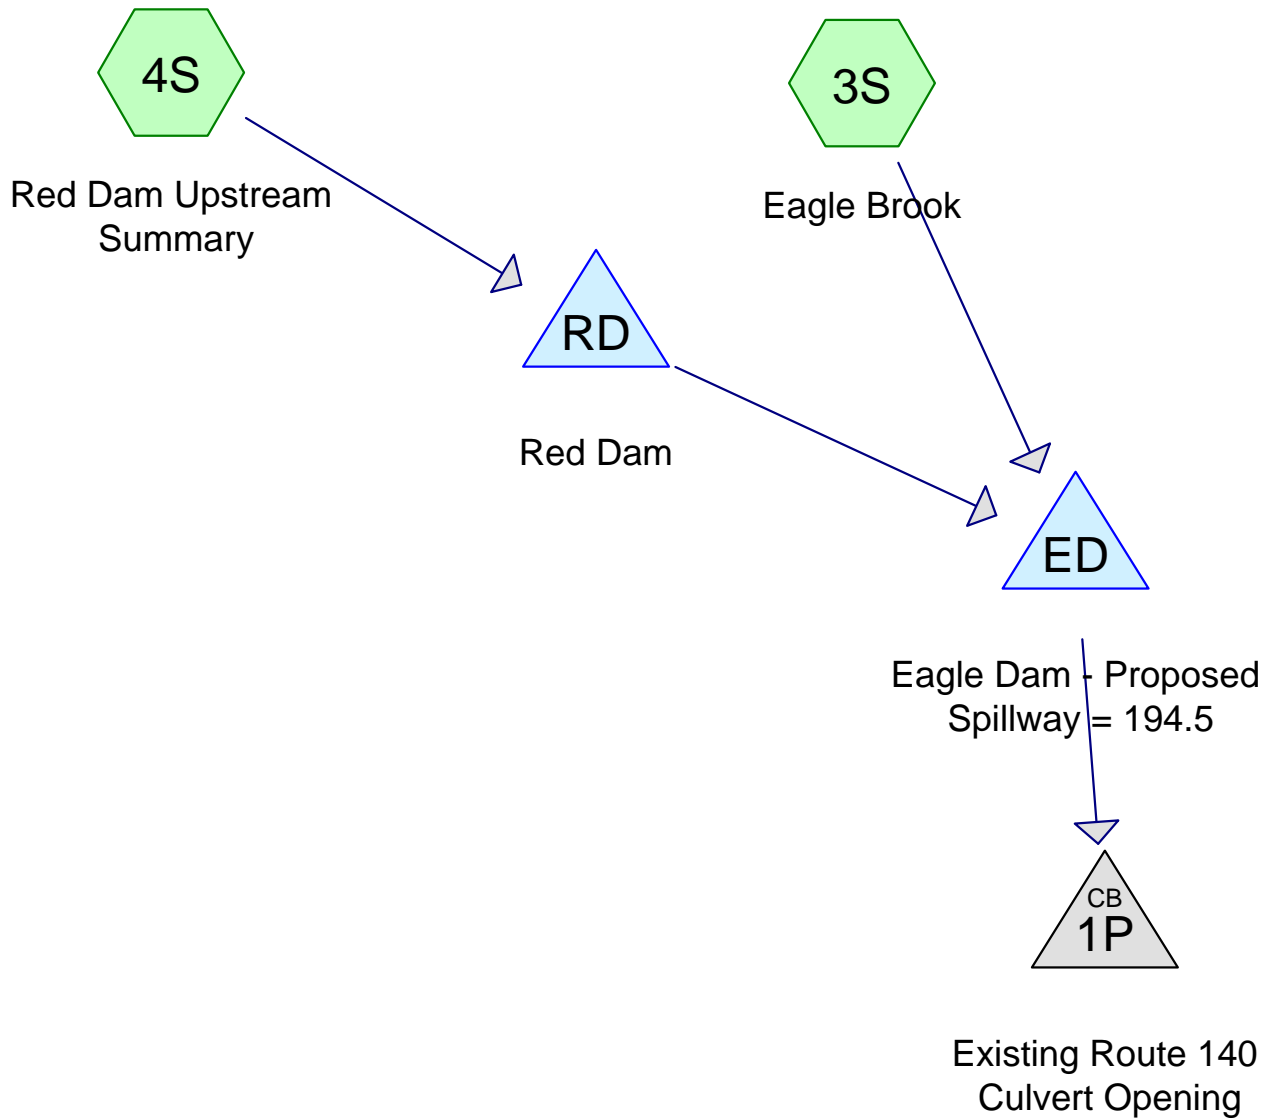 4S
Red Dam Upstream
Summary
3S
Eagle Brook
RD
Red Dam
ED
Eagle Dam - Proposed
Spillway = 194.5
CB
1P
Existing Route 140
Culvert Opening